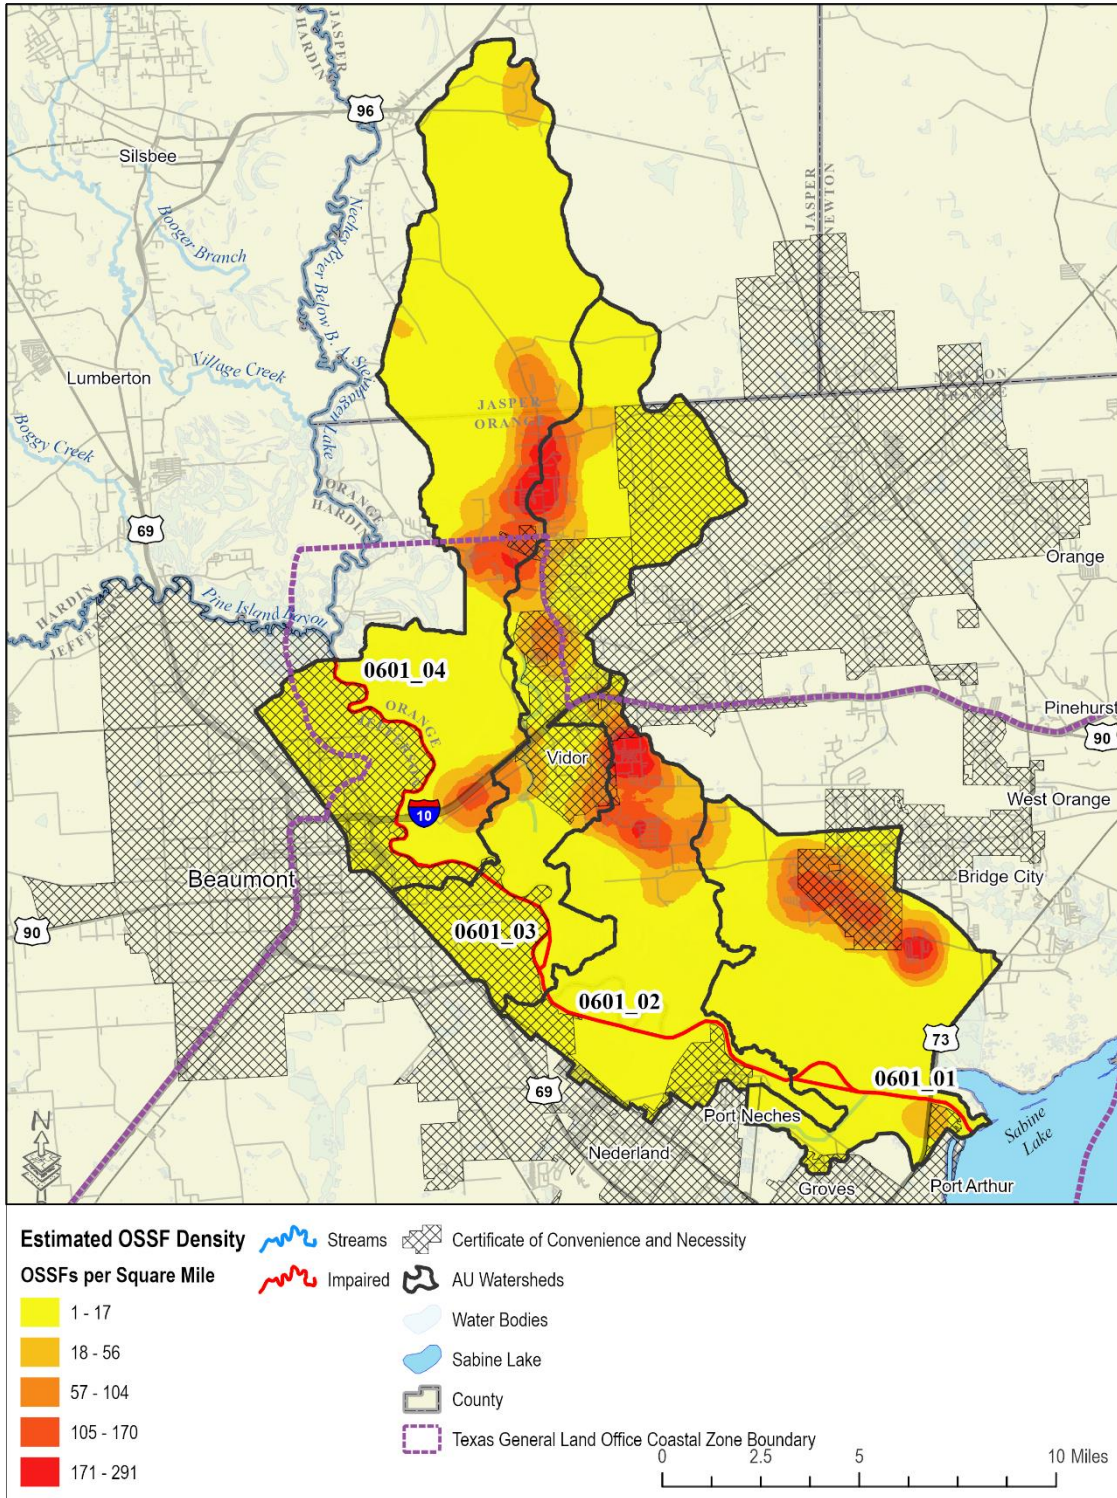 JASPER
HARDIN
96
Silsbee
Booger Branch
Neches River Below B. A. Steinhagen Lake
JASPER
NEWTON
Village Creek
Lumberton
Boggy Creek
NEWTON
ORANGE
JASPER
ORANGE
ORANGE
HARDIN
69
Orange
HARDIN
JEFFERSON
Pine Island Bayou
0601_04
ORANGE
JEFFERSON
Pinehurst
90
Vidor
10
West Orange
Beaumont
Bridge City
90
0601_03
0601_02
73
0601_01
69
Port Neches
Sabine
Lake
N
Nederland
Groves
Port Arthur
Estimated OSSF Density
OSSFs per Square Mile
1 - 17
18 - 56
57 - 104
105 - 170
171 - 291
Streams
Impaired
Certificate of Convenience and Necessity
AU Watersheds
Water Bodies
Sabine Lake
County
Texas General Land Office Coastal Zone Boundary
0 2.5 5 10 Miles